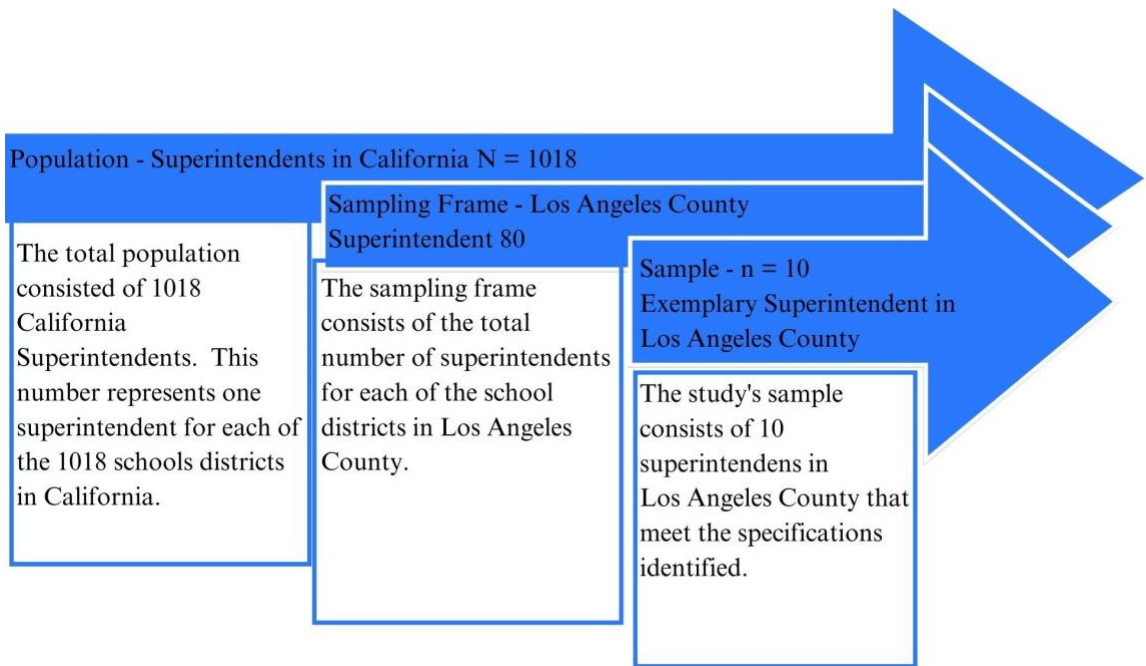 Population - Superintendents in California N = 1018
The total population
consisted of 1018
California
Superintendents.  This
number represents one
superintendent for each of
the 1018 schools districts
in California.
Sampling Frame - Los Angeles County
Superintendent 80
The sampling frame
consists of the total
number of superintendents
for each of the school
districts in Los Angeles
County.
Sample - n = 10
Exemplary Superintendent in
Los Angeles County
The study's sample
consists of 10
superintendens in
Los Angeles County that
meet the specifications
identified.